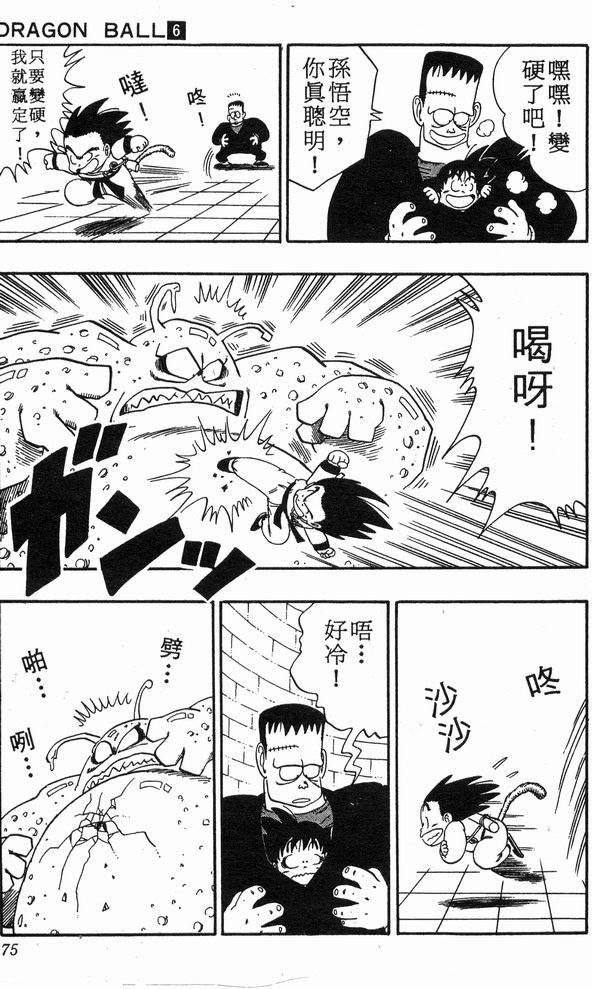 DRAGON BALL 6
嘿嘿！變
硬了吧！
孫悟空，
你眞聰明！
咚！
噠！
只要變硬，
我就贏定了！
喝呀！
ガンッ
咚
沙沙
唔…
好冷！
劈…
啪…
咧…
75